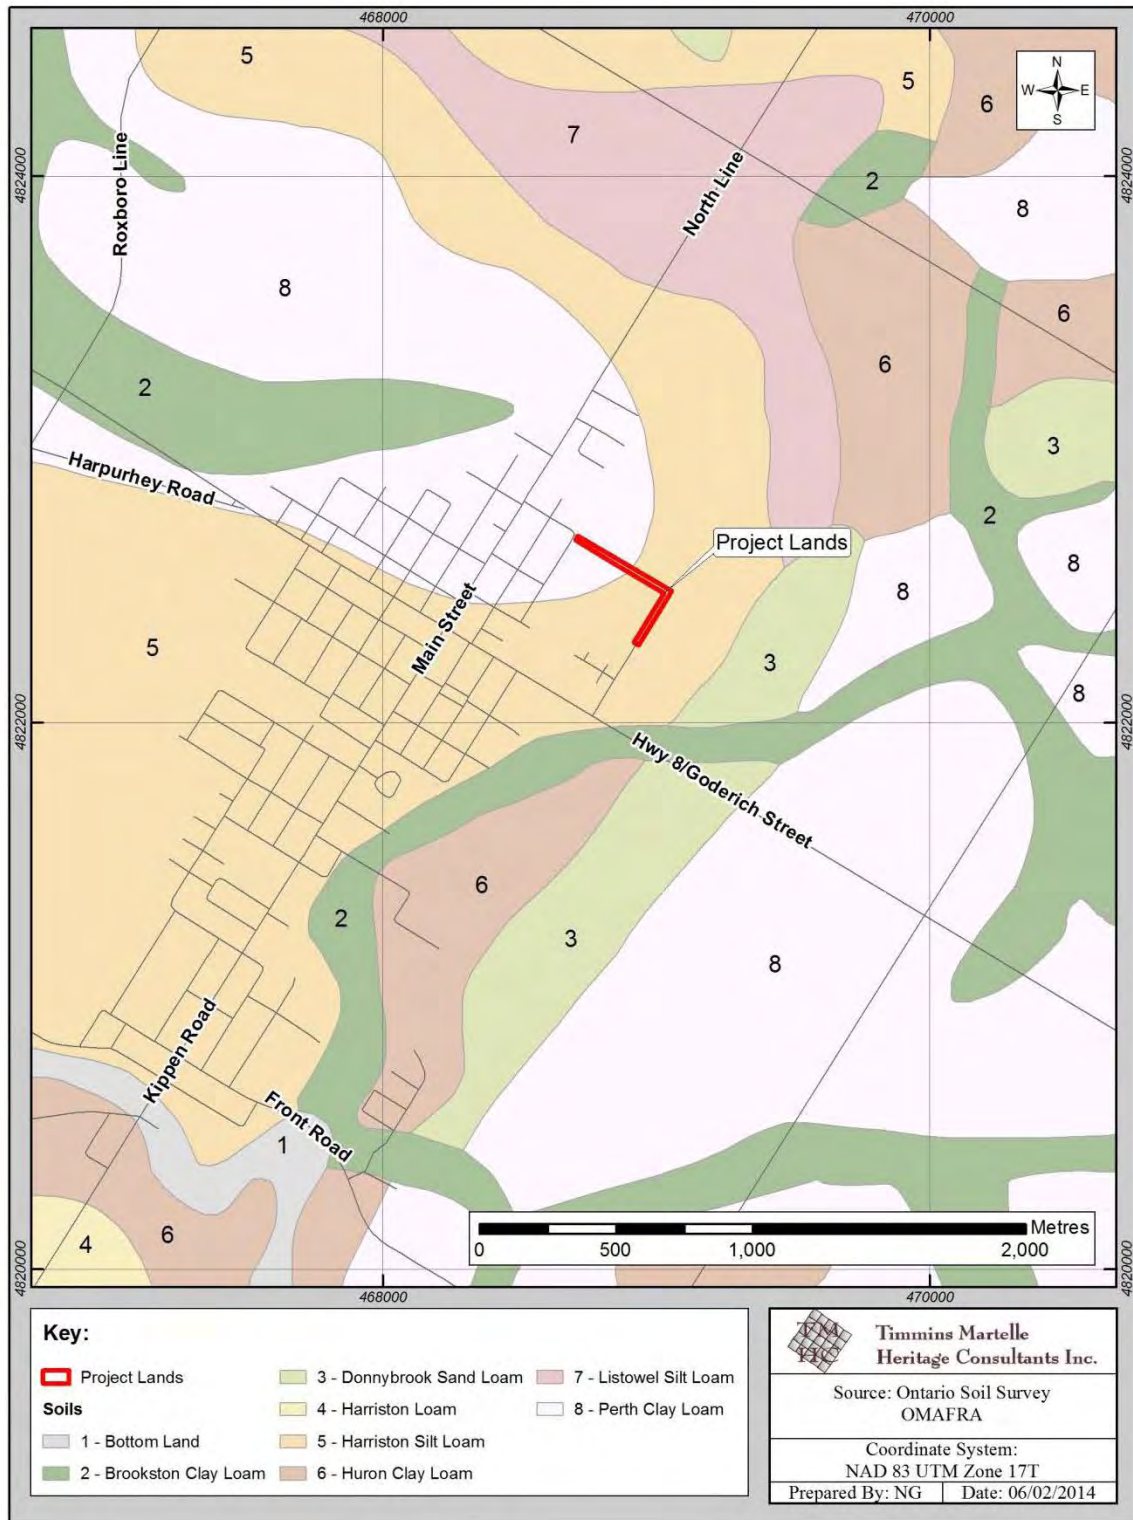 468000
470000
5
5
6
N
W E
S
7
Roxboro Line
North Line
4824000
4824000
2
8
8
6
6
2
3
Harpurhey Road
2
Project Lands
8
8
Main Street
5
3
8
4822000
4822000
Hwy 8/Goderich Street
6
2
3
8
Kippen Road
Front Road
1
6
4
Metres
0 500 1,000 2,000
4820000
4820000
468000
470000
Key:
Project Lands
Soils
1 - Bottom Land
2 - Brookston Clay Loam
3 - Donnybrook Sand Loam
4 - Harriston Loam
5 - Harriston Silt Loam
6 - Huron Clay Loam
7 - Listowel Silt Loam
8 - Perth Clay Loam
TM
HC
Timmins Martelle
Heritage Consultants Inc.
Source: Ontario Soil Survey
OMAFRA
Coordinate System:
NAD 83 UTM Zone 17T
Prepared By: NG
Date: 06/02/2014